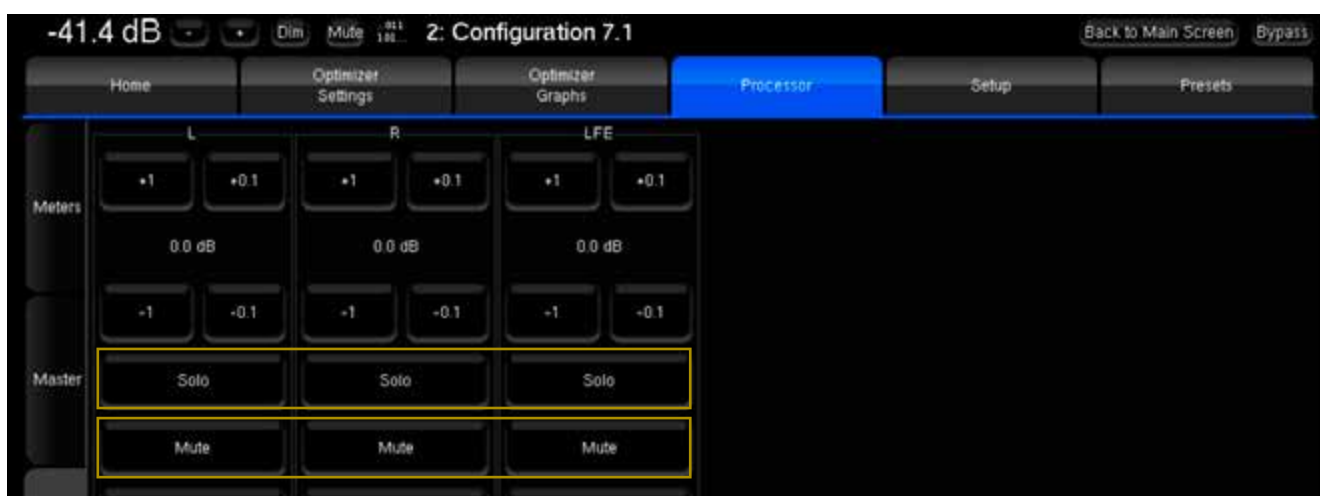 -41.4 dB - + Dim Mute 2: Configuration 7.1 Back to Main Screen Bypass
Home Optimizer Settings Optimizer Graphs Processor Setup Presets
L R LFE
+1 +0.1 +1 +0.1 +1 +0.1
Meters
0.0 dB 0.0 dB 0.0 dB
-1 -0.1 -1 -0.1 -1 -0.1
Master Solo Solo Solo
Mute Mute Mute